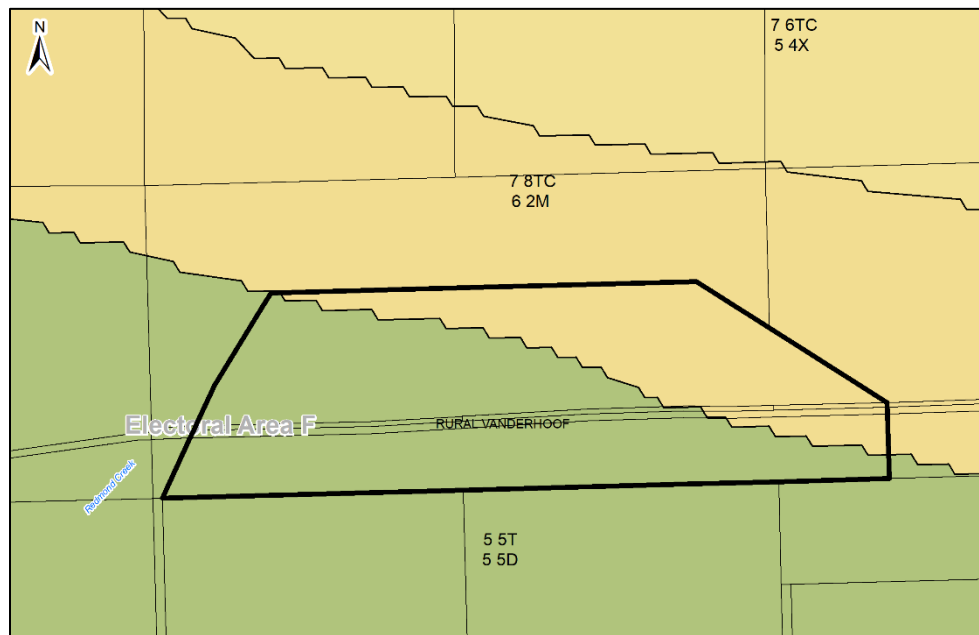 N
7 6TC
5 4X
7 8TC
6 2M
Electoral Area F
RURAL VANDERHOOF
Redmond Creek
5 5T
5 5D